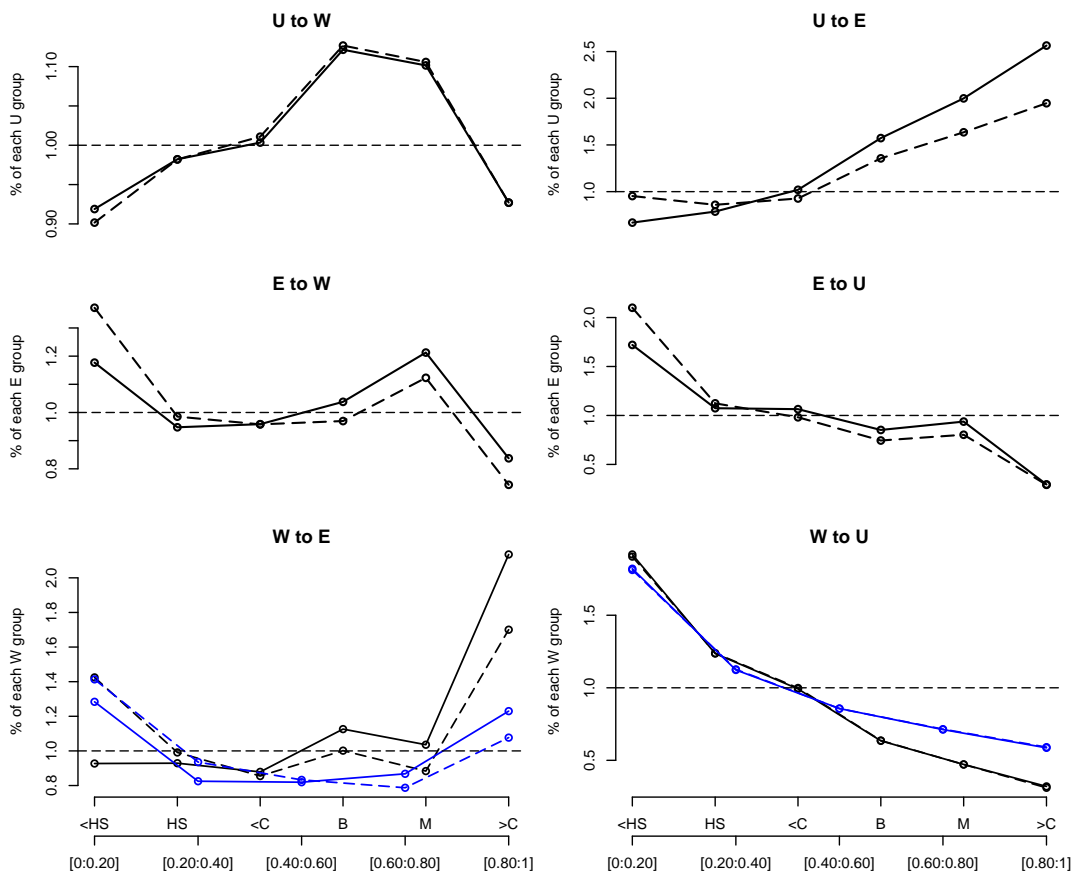 U to W
% of each U group
0.90
1.00
1.10
U to E
% of each U group
1.0
1.5
2.0
2.5
E to W
% of each E group
0.8
1.0
1.2
E to U
% of each E group
0.5
1.0
1.5
2.0
W to E
% of each W group
0.8
1.0
1.2
1.4
1.6
1.8
2.0
<HS HS <C B M >C
[0:0.20] [0.20:0.40] [0.40:0.60] [0.60:0.80] [0.80:1]
W to U
% of each W group
0.5
1.0
1.5
<HS HS <C B M >C
[0:0.20] [0.20:0.40] [0.40:0.60] [0.60:0.80] [0.80:1]